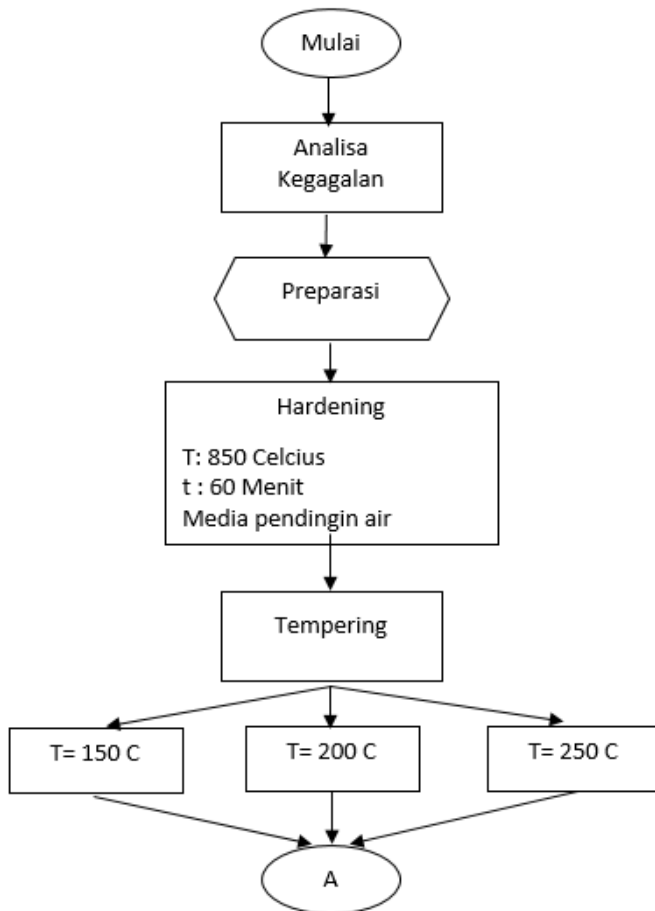 Mulai
Analisa
Kegagalan
Preparasi
Hardening
T: 850 Celcius
t : 60 Menit
Media pendingin air
Tempering
T= 150 C
T= 200 C
T= 250 C
A